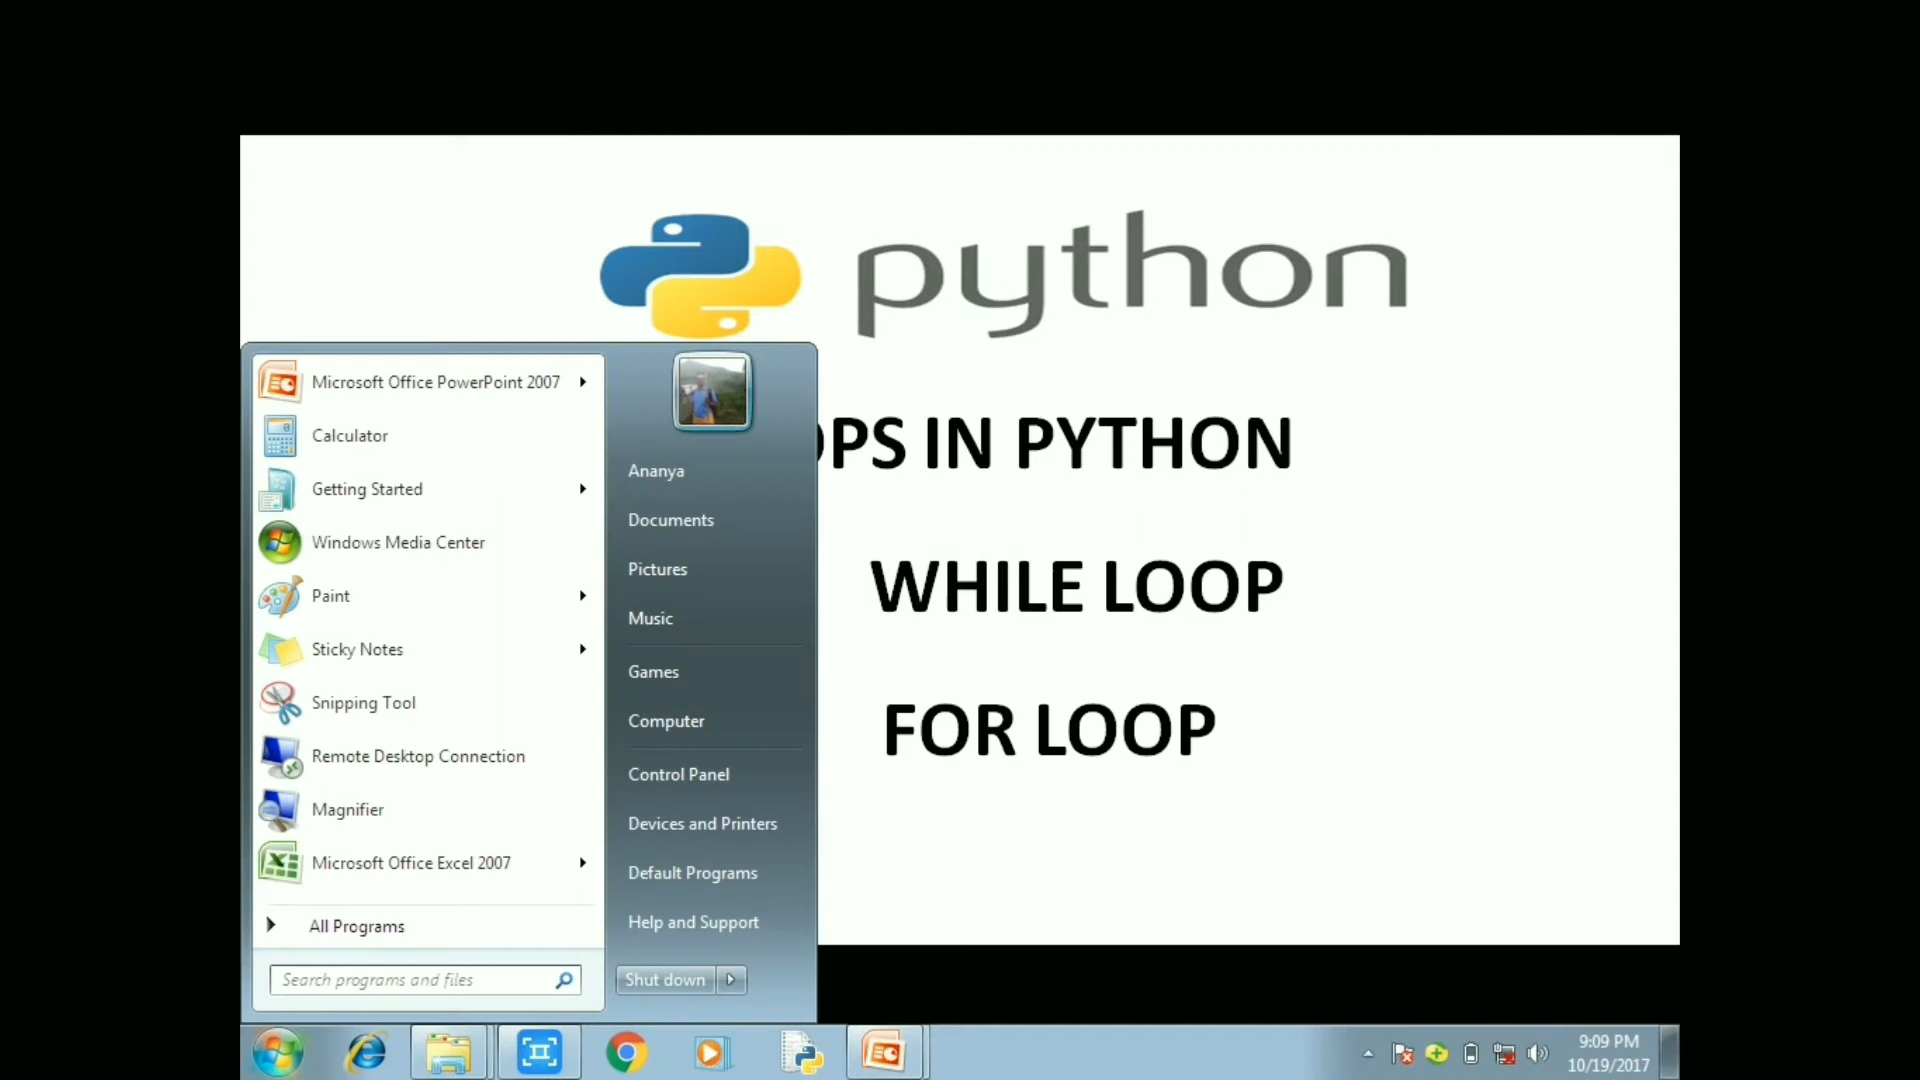 python
OPS IN PYTHON
WHILE LOOP
FOR LOOP
Microsoft Office PowerPoint 2007
Calculator
Getting Started
Windows Media Center
Paint
Sticky Notes
Snipping Tool
Remote Desktop Connection
Magnifier
Microsoft Office Excel 2007
All Programs
Search programs and files
Ananya
Documents
Pictures
Music
Games
Computer
Control Panel
Devices and Printers
Default Programs
Help and Support
Shut down
9:09 PM
10/19/2017